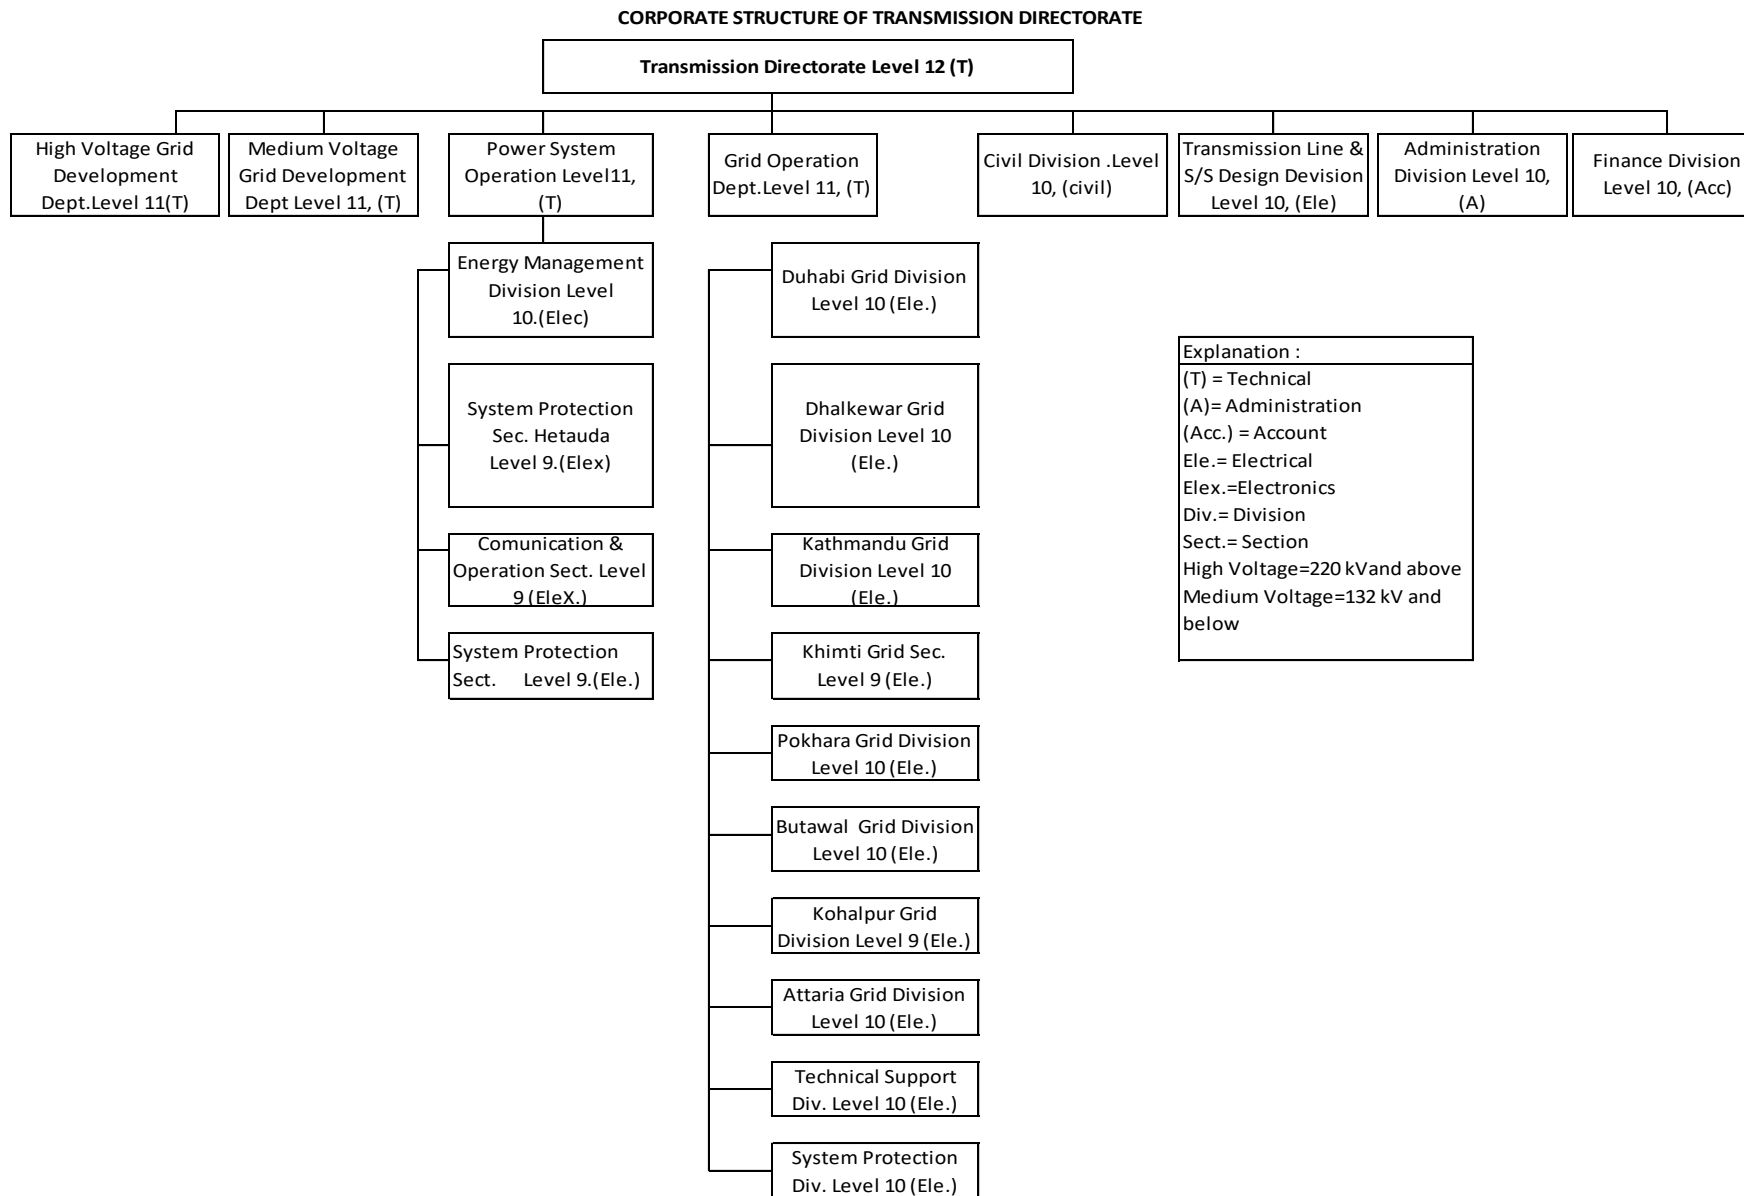 CORPORATE STRUCTURE OF TRANSMISSION DIRECTORATE
Transmission Directorate Level 12 (T)
High Voltage Grid
Development
Dept.Level 11(T)
Medium Voltage
Grid Development
Dept Level 11, (T)
Power System
Operation Level11,
(T)
Grid Operation
Dept.Level 11, (T)
Civil Division .Level
10, (civil)
Transmission Line &
S/S Design Devision
Level 10, (Ele)
Administration
Division Level 10,
(A)
Finance Division
Level 10, (Acc)
Energy Management
Division Level
10.(Elec)
System Protection
Sec. Hetauda
Level 9.(Elex)
Comunication &
Operation Sect. Level
9 (EleX.)
System Protection
Sect. Level 9.(Ele.)
Duhabi Grid Division
Level 10 (Ele.)
Dhalkewar Grid
Division Level 10
(Ele.)
Kathmandu Grid
Division Level 10
(Ele.)
Khimti Grid Sec.
Level 9 (Ele.)
Pokhara Grid Division
Level 10 (Ele.)
Butawal Grid Division
Level 10 (Ele.)
Kohalpur Grid
Division Level 9 (Ele.)
Attaria Grid Division
Level 10 (Ele.)
Technical Support
Div. Level 10 (Ele.)
System Protection
Div. Level 10 (Ele.)
Explanation :
(T) = Technical
(A)= Administration
(Acc.) = Account
Ele.= Electrical
Elex.=Electronics
Div.= Division
Sect.= Section
High Voltage=220 kVand above
Medium Voltage=132 kV and
below